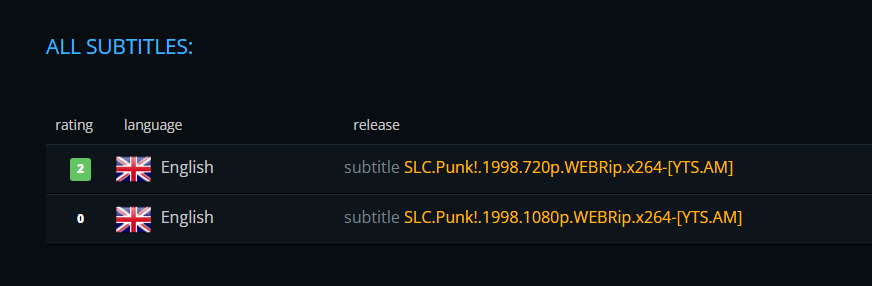 ALL SUBTITLES:
rating language release
2 English subtitle SLC.Punk!.1998.720p.WEBRip.x264-[YTS.AM]
0 English subtitle SLC.Punk!.1998.1080p.WEBRip.x264-[YTS.AM]